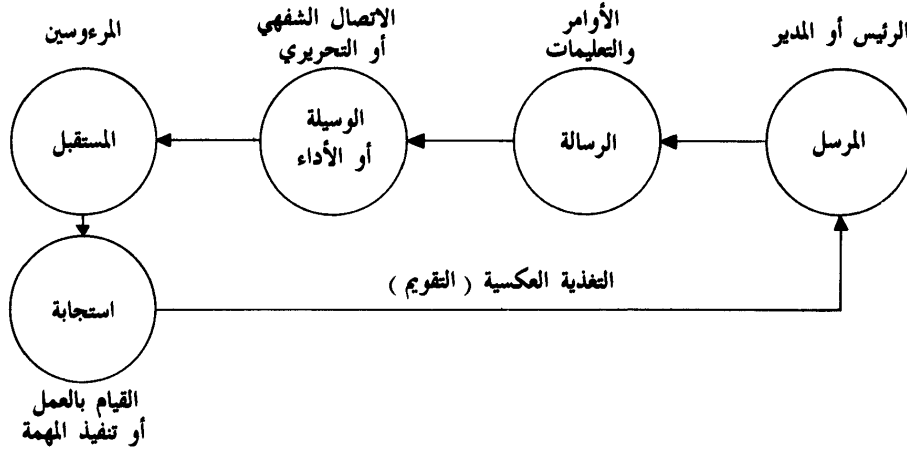 الرئيس أو المدير
الأوامر
والتعليمات
الاتصال الشفهي
أو التحريري
المرءوسين
المرسل
الرسالة
الوسيلة
أو الأداء
المستقبل
استجابة
التغذية العكسية ( التقويم )
القيام بالعمل
أو تنفيذ المهمة